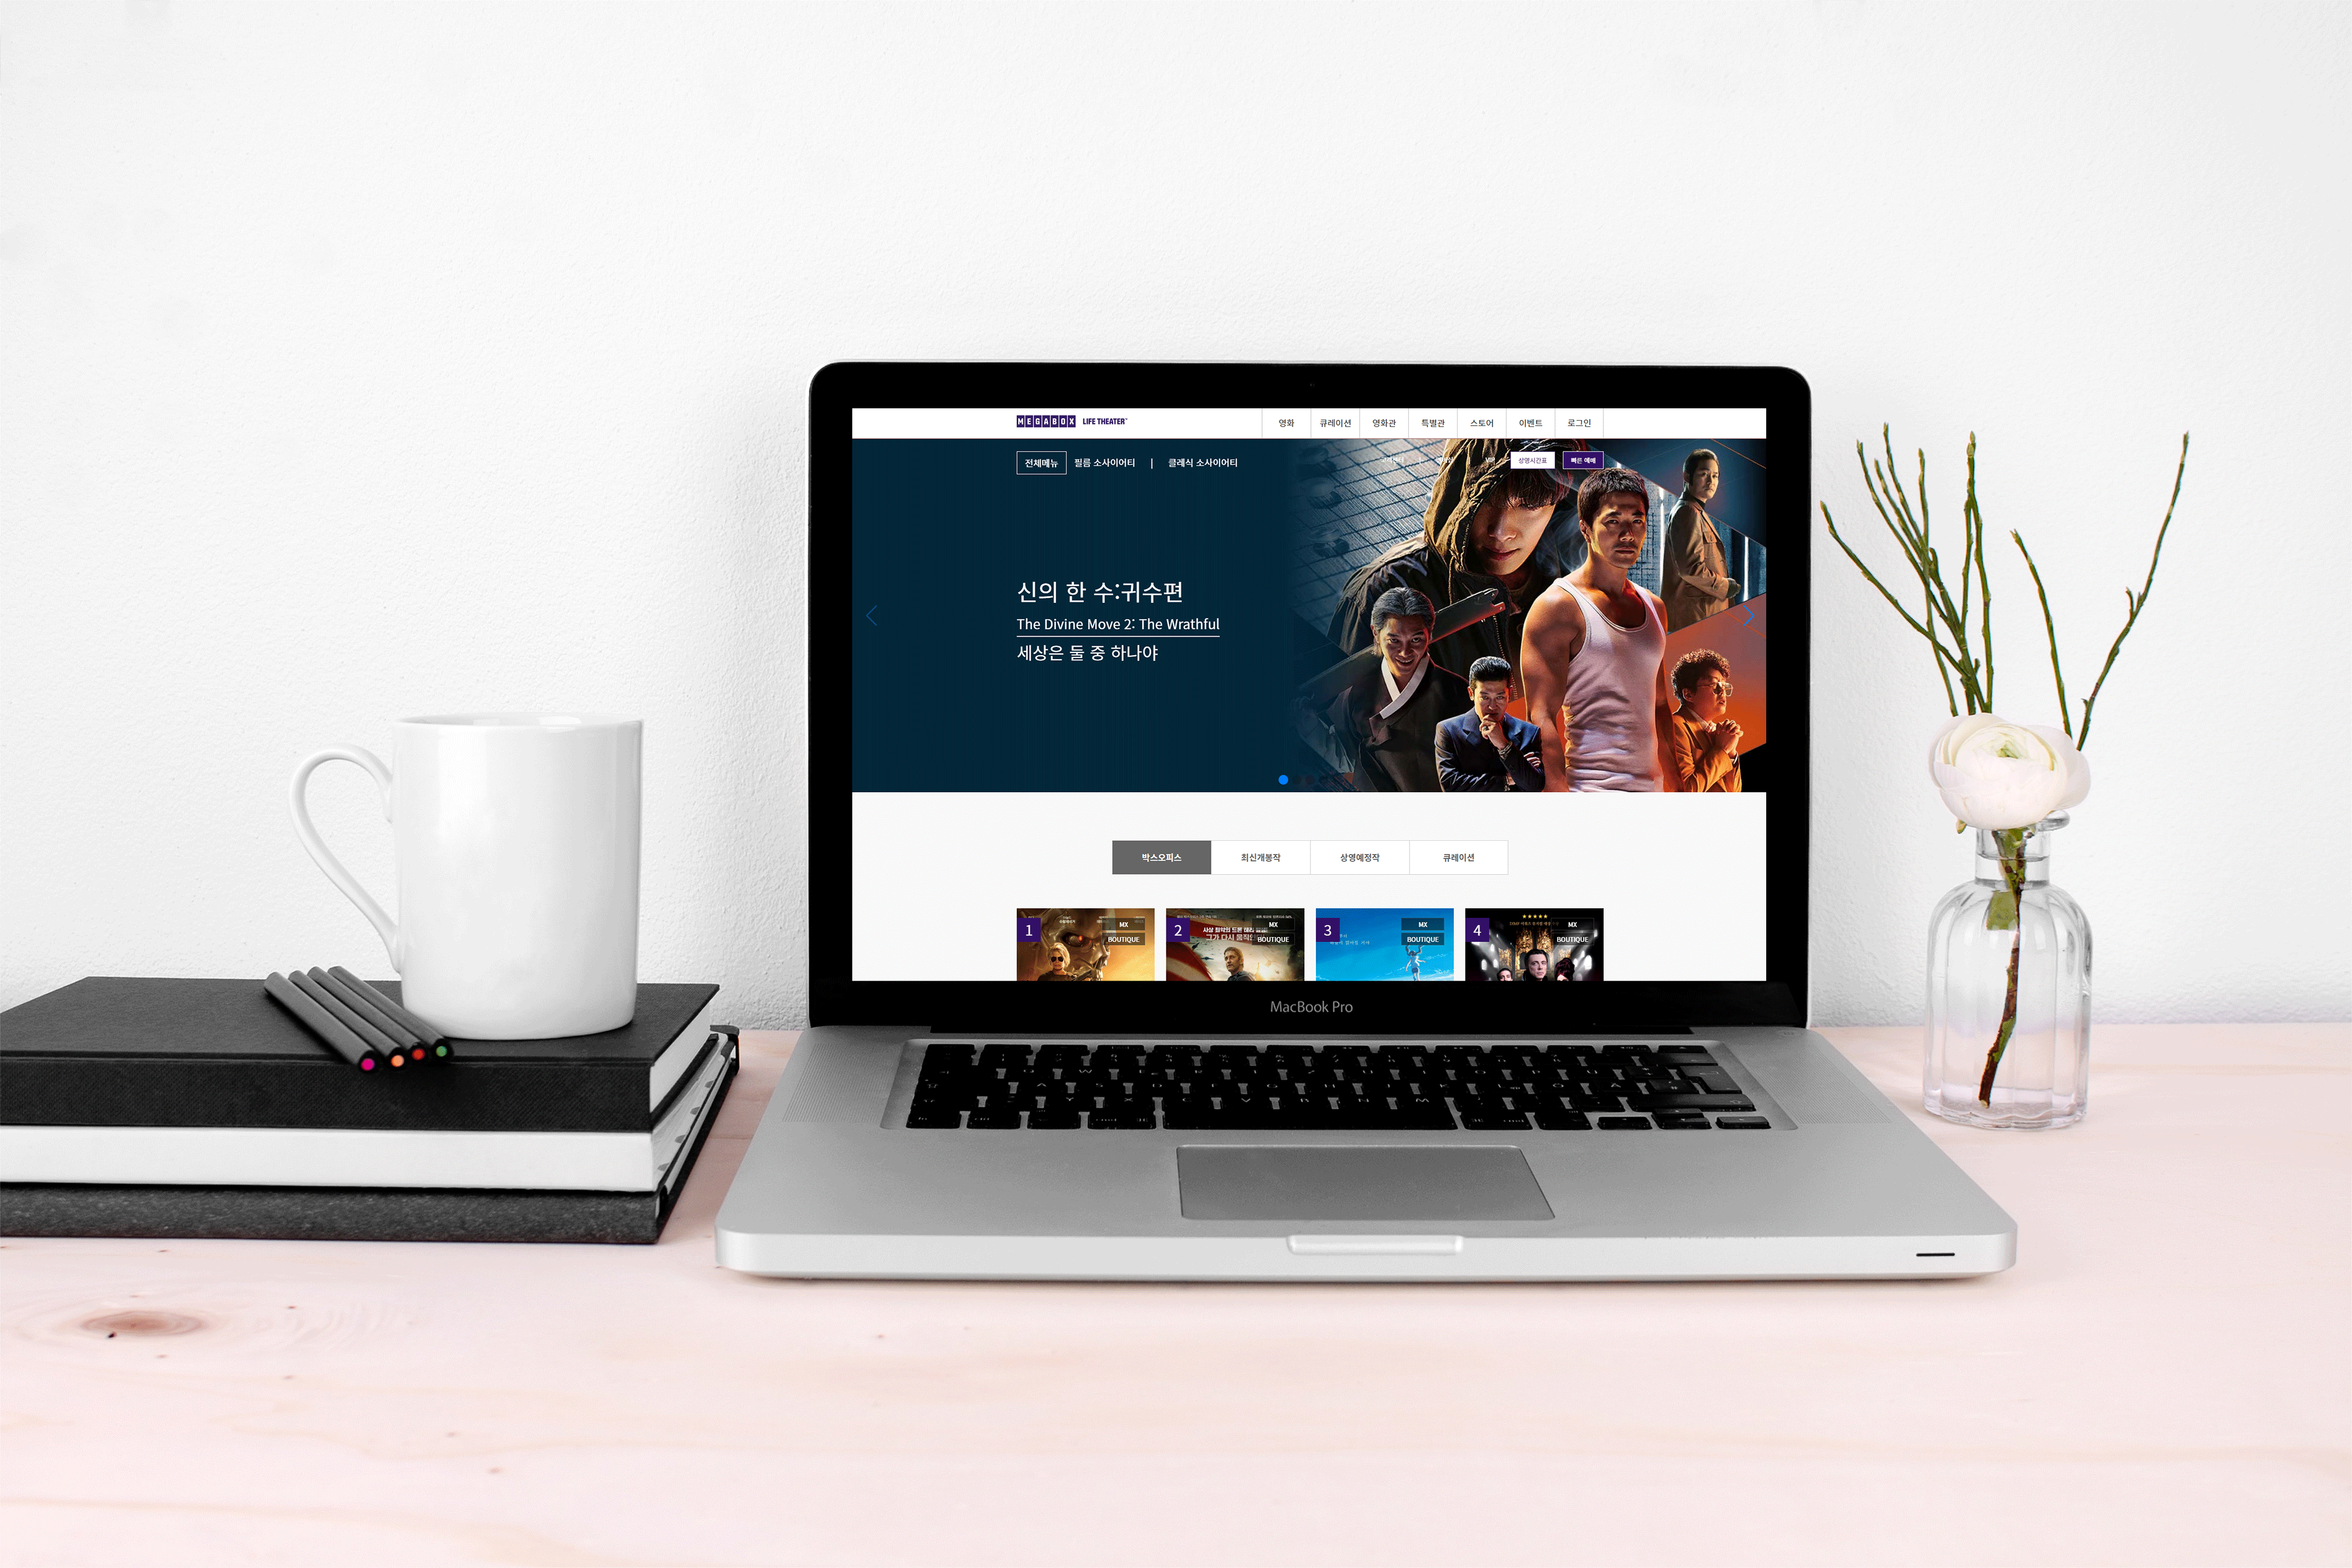 MEGABOX LIFE THEATER
영화 큐레이션 영화관 특별관 스토어 이벤트 로그인
전체메뉴 필름 소사이어티 | 클래식 소사이어티
상영시간표 빠른 예매
신의 한 수:귀수편
The Divine Move 2: The Wrathful
세상은 둘 중 하나야
박스오피스 최신개봉작 상영예정작 큐레이션
1 MX BOUTIQUE
2 MX BOUTIQUE
그가 다시
3 MX BOUTIQUE
4 MX BOUTIQUE
MacBook Pro